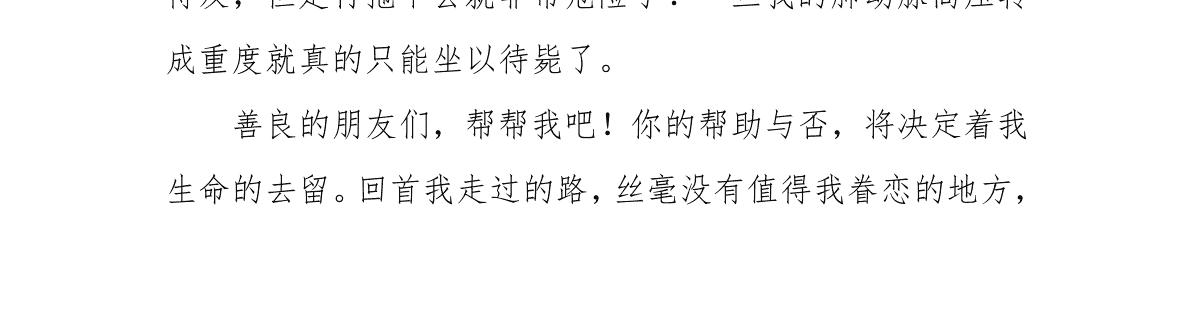 成重度就真的只能坐以待毙了。
善良的朋友们，帮帮我吧！你的帮助与否，将决定着我
生命的去留。回首我走过的路，丝毫没有值得我眷恋的地方，